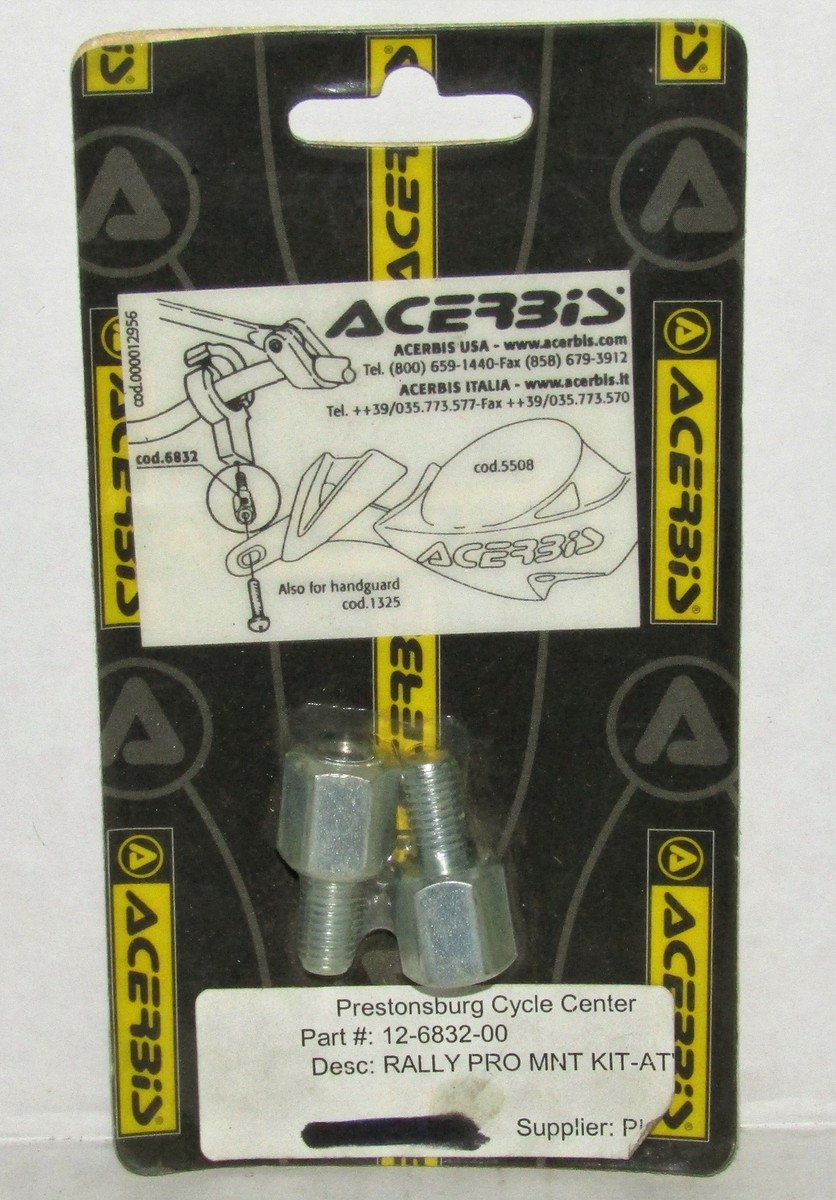 ACERBIS
cod.000012956
ACERBIS
ACERBIS USA - www.acerbis.com
Tel. (800) 659-1440-Fax (858) 679-3912
ACERBIS ITALIA - www.acerbis.it
Tel. ++39/035.773.577-Fax ++39/035.773.570
cod.6832
cod.5508
ACERBIS
Also for handguard
cod.1325
ACERBIS
ACERBIS
ACERBIS
ACERBIS
Prestonsburg Cycle Center
Part #: 12-6832-00
Desc: RALLY PRO MNT KIT-AT
Supplier: